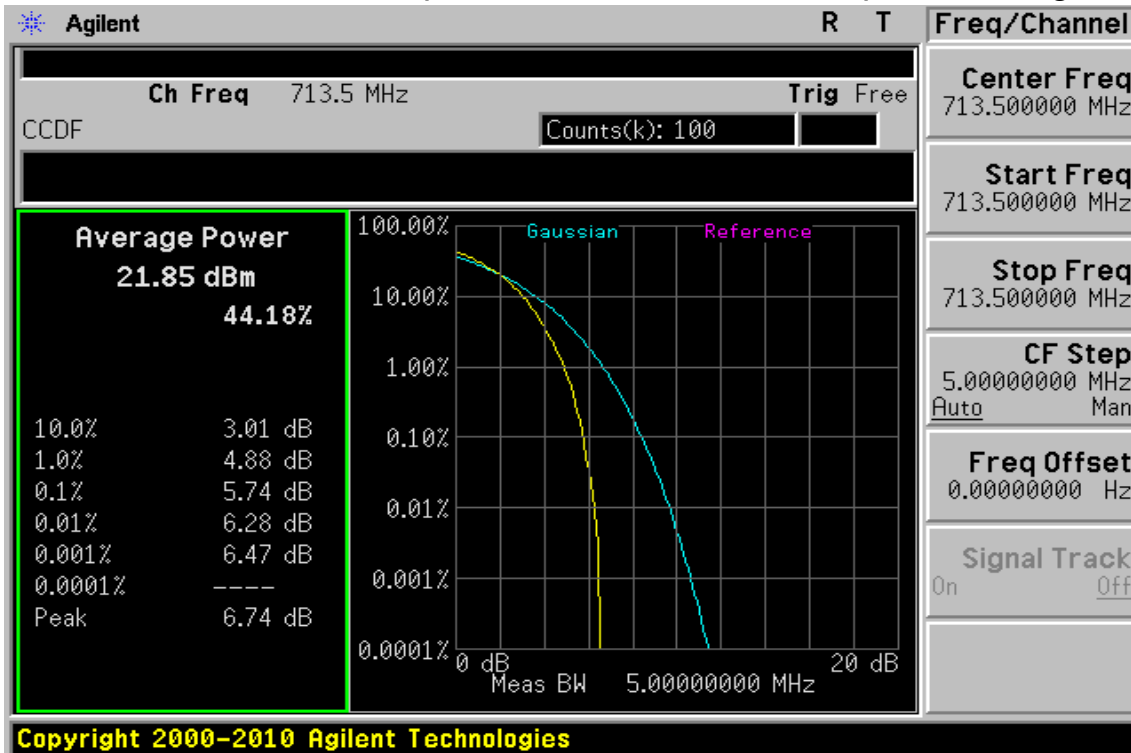 Agilent R T
Freq/Channel
Ch Freq 713.5 MHz Trig Free
CCDF Counts(k): 100
Average Power
21.85 dBm
44.18%
10.0% 3.01 dB
1.0% 4.88 dB
0.1% 5.74 dB
0.01% 6.28 dB
0.001% 6.47 dB
0.0001% ----
Peak 6.74 dB
Gaussian Reference
100.00%
10.00%
1.00%
0.10%
0.01%
0.001%
0.0001%
0 dB 20 dB
Meas BW 5.00000000 MHz
Center Freq
713.500000 MHz
Start Freq
713.500000 MHz
Stop Freq
713.500000 MHz
CF Step
5.00000000 MHz
Auto Man
Freq Offset
0.00000000 Hz
Signal Track
On Off
Copyright 2000-2010 Agilent Technologies